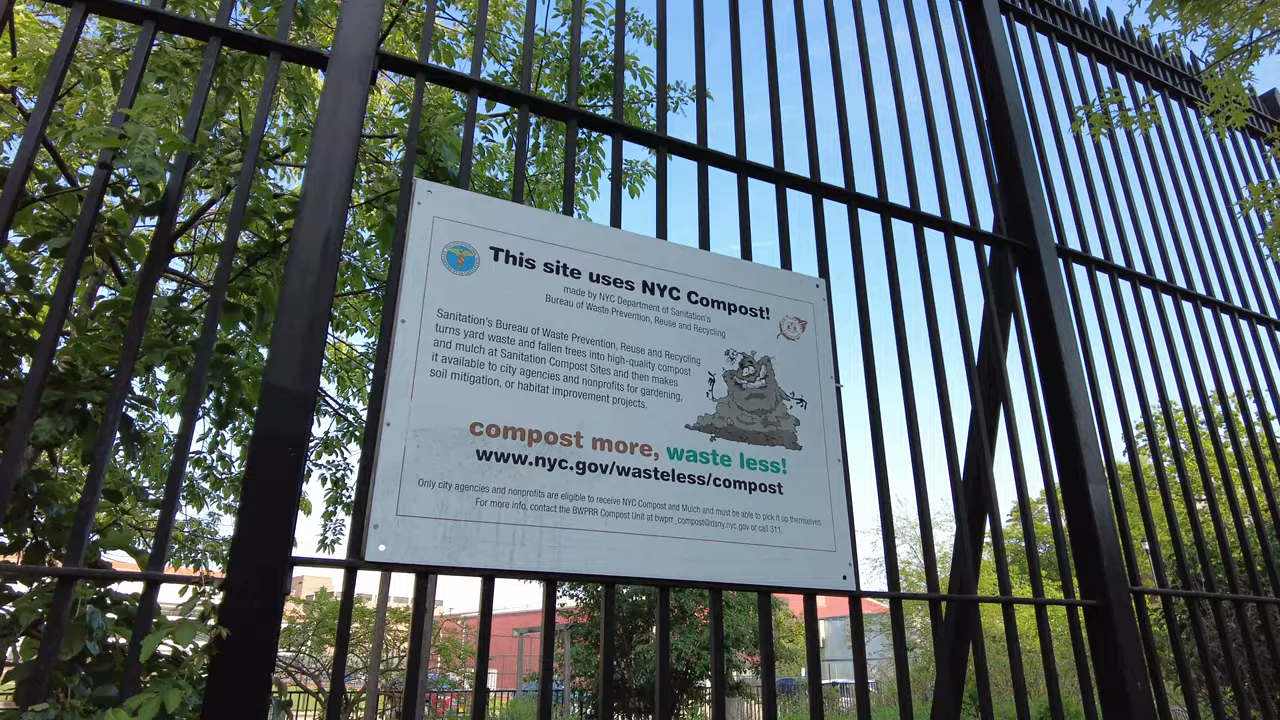 This site uses NYC Compost!
made by NYC Department of Sanitation's
Bureau of Waste Prevention, Reuse and Recycling
Sanitation's Bureau of Waste Prevention, Reuse and Recycling
turns yard waste and fallen trees into high-quality compost
and mulch at Sanitation Compost Sites and then makes
it available to city agencies and nonprofits for gardening,
soil mitigation, or habitat improvement projects.
compost more, waste less!
www.nyc.gov/wasteless/compost
Only city agencies and nonprofits are eligible to receive NYC Compost and Mulch and must be able to pick it up themselves.
For more info, contact the BWPRR Compost Unit at bwprr_compost@dsny.nyc.gov or call 311.